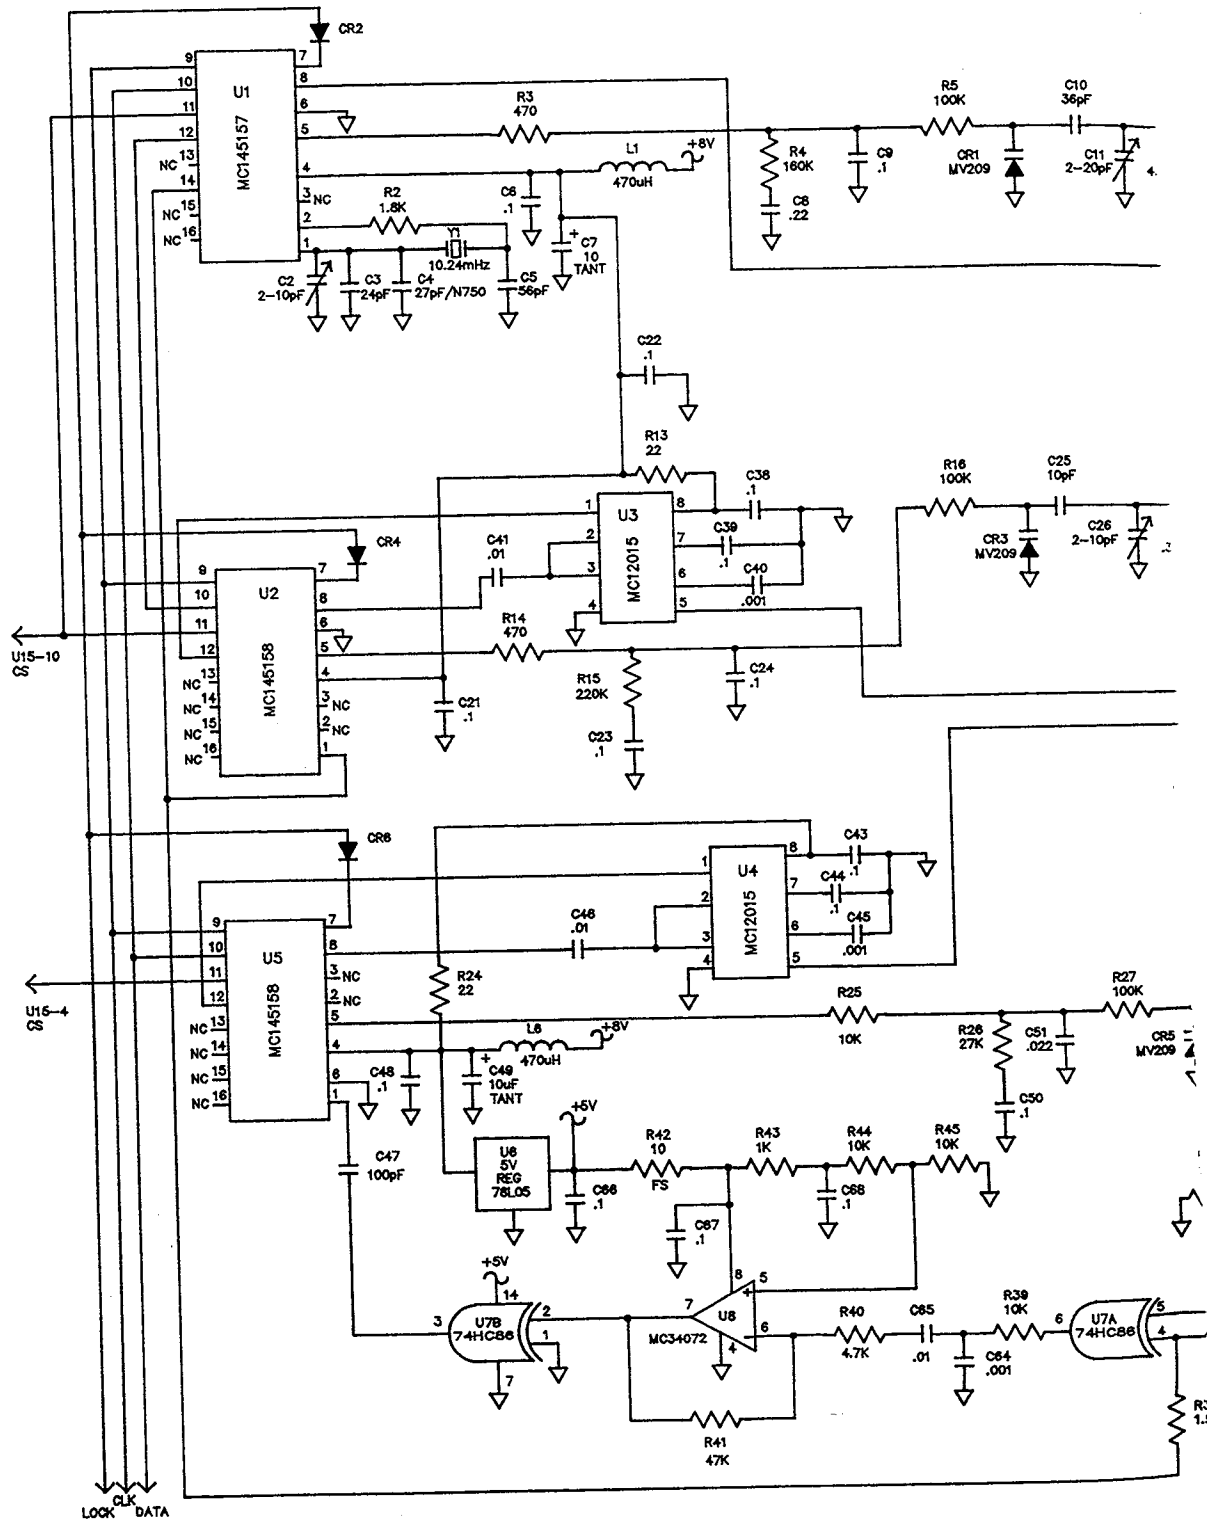 CR2
9
10
11
12
NC 13
14
NC 15
NC 16
U1
MC145157
7
8
6
5
4
3 NC
2
1
R3
470
R2
1.8K
Y1
10.24mHz
C2
2-10pF
C3
24pF
C4
27pF/N750
C5
56pF
C6
.1
C7
10
TANT
+
L1
470uH
+8V
R4
160K
C8
.22
C9
.1
R5
100K
CR1
MV209
C10
36pF
C11
2-20pF
4.
C22
.1
R13
22
C38
.1
C39
.1
C40
.001
U3
MC12015
1
2
3
4
8
7
6
5
R16
100K
C25
10pF
CR3
MV209
C26
2-10pF
CR4
C41
.01
U2
MC145158
9
10
11
12
NC 13
NC 14
NC 15
NC 16
7
8
6
5
4
3 NC
2 NC
1
U15-10
CS
R14
470
R15
220K
C24
.1
C21
.1
C23
.1
CR6
U4
MC12015
1
2
3
4
8
7
6
5
C43
.1
C44
.1
C45
.001
C46
.01
U5
MC145158
9
10
11
12
NC 13
NC 14
NC 15
NC 16
7
8
3 NC
2 NC
5
4
6
1
U15-4
CS
R24
22
L6
470uH
+8V
R25
10K
R27
100K
R26
27K
C51
.022
CR5
MV209
C50
.1
C48
.1
+
C49
10uF
TANT
C47
100pF
U6
5V
REG
78L05
+5V
C66
.1
R42
10
FS
R43
1K
R44
10K
R45
10K
C67
.1
C68
.1
+5V
14
3
U7B
74HC86
2
1
7
7
8
5
+
U8
MC34072
6
4
R40
4.7K
C65
.01
R39
10K
C64
.001
6
U7A
74HC86
5
4
R41
47K
LOCK
CLK
DATA